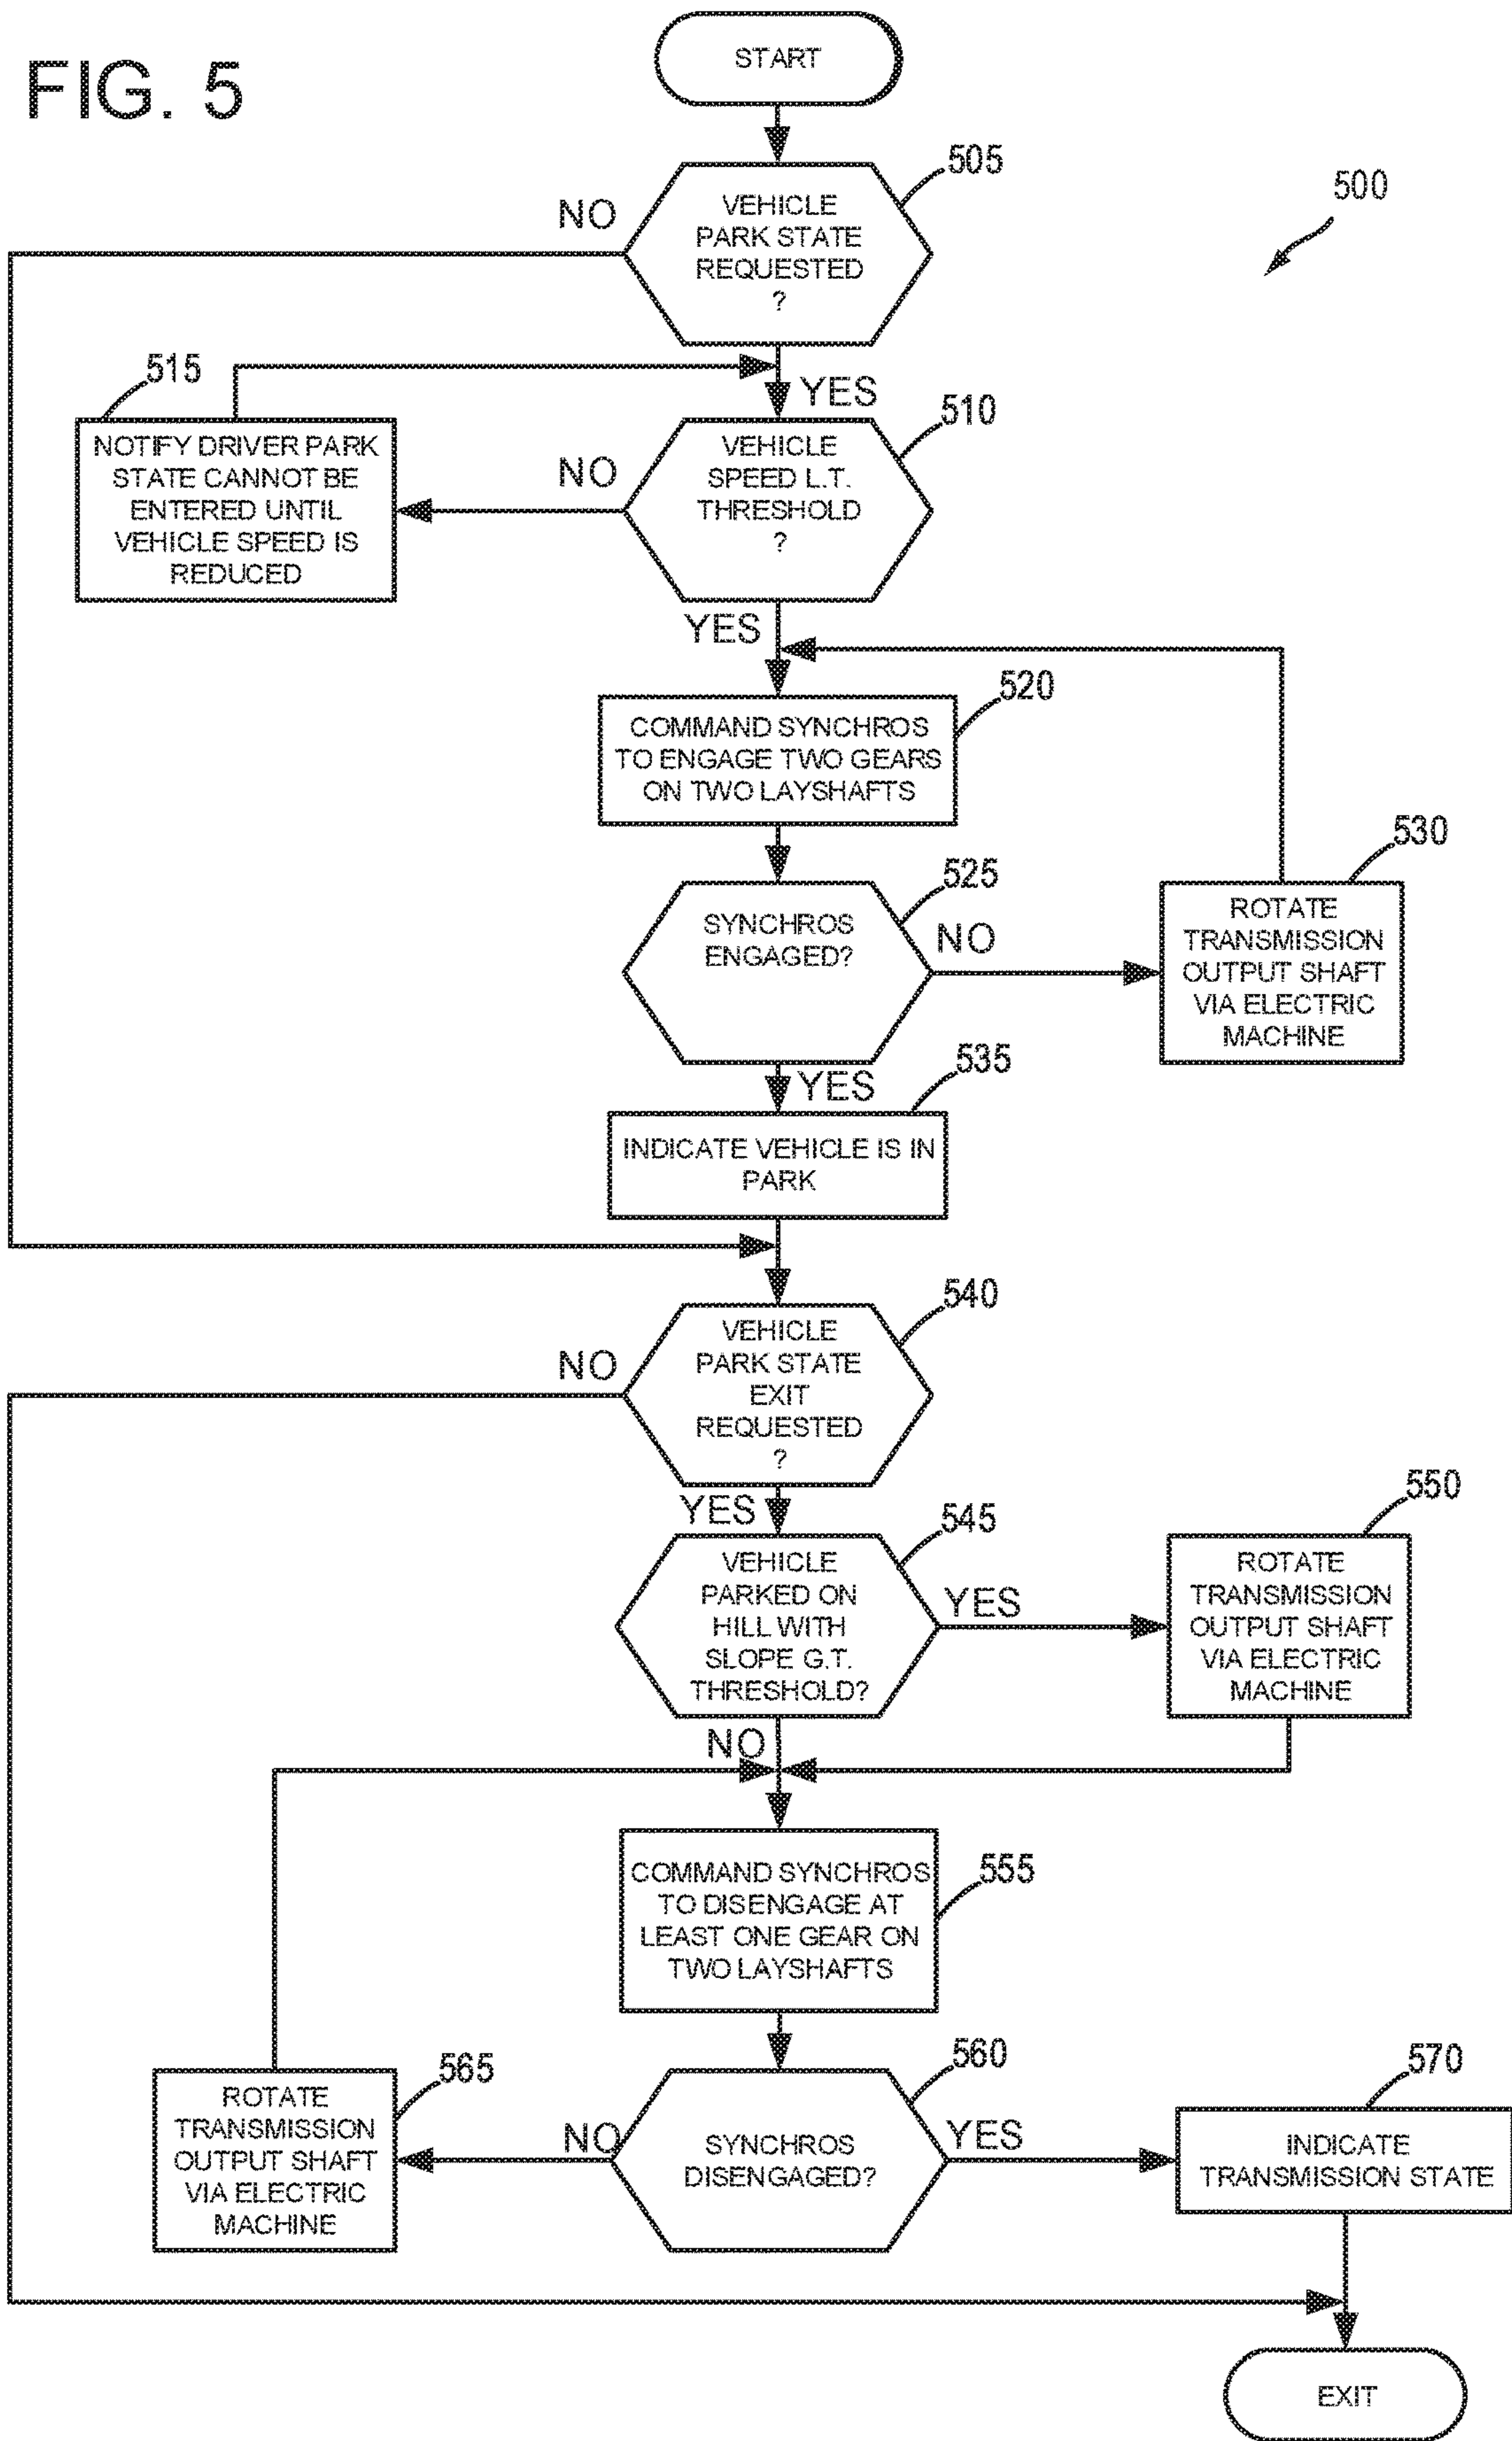 FIG. 5
START
505
500
NO
VEHICLE
PARK STATE
REQUESTED
?
515
YES
510
NOTIFY DRIVER PARK
STATE CANNOT BE
ENTERED UNTIL
VEHICLE SPEED IS
REDUCED
NO
VEHICLE
SPEED L.T.
THRESHOLD
?
YES
520
COMMAND SYNCHROS
TO ENGAGE TWO GEARS
ON TWO LAYSHAFTS
525
530
SYNCHROS
ENGAGED?
NO
ROTATE
TRANSMISSION
OUTPUT SHAFT
VIA ELECTRIC
MACHINE
YES
535
INDICATE VEHICLE IS IN
PARK
540
NO
VEHICLE
PARK STATE
EXIT
REQUESTED
?
YES
545
550
VEHICLE
PARKED ON
HILL WITH
SLOPE G.T.
THRESHOLD?
YES
ROTATE
TRANSMISSION
OUTPUT SHAFT
VIA ELECTRIC
MACHINE
NO
555
COMMAND SYNCHROS
TO DISENGAGE AT
LEAST ONE GEAR ON
TWO LAYSHAFTS
565
560
570
ROTATE
TRANSMISSION
OUTPUT SHAFT
VIA ELECTRIC
MACHINE
NO
SYNCHROS
DISENGAGED?
YES
INDICATE
TRANSMISSION STATE
EXIT